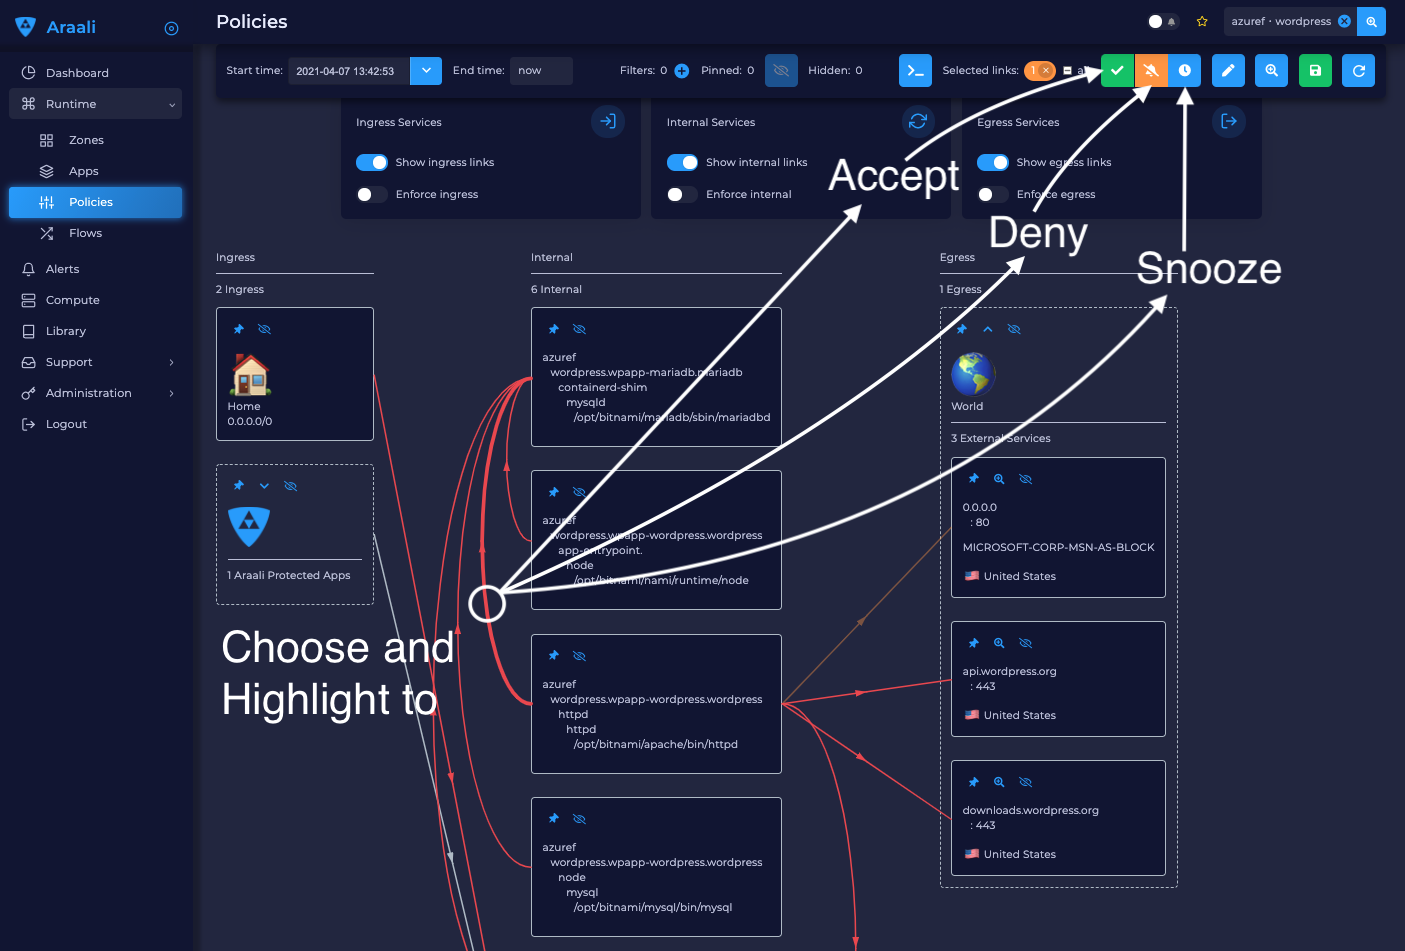 Araali
Policies
azuref · wordpress
Dashboard
Runtime
Zones
Apps
Policies
Flows
Alerts
Compute
Library
Support
Administration
Logout
Start time:
2021-04-07 13:42:53
End time:
now
Filters: 0
Pinned: 0
Hidden: 0
Selected links:
1
Ingress Services
Show ingress links
Enforce ingress
Internal Services
Show internal links
Enforce internal
Egress Services
Show egress links
Enforce egress
Accept
Deny
Snooze
Choose and
Highlight to
Ingress
2 Ingress
Home
0.0.0.0/0
1 Araali Protected Apps
Internal
6 Internal
azuref
wordpress.wpapp-mariadb.mariadb
containerd-shim
mysqld
/opt/bitnami/mariadb/sbin/mariadbd
azuref
wordpress.wpapp-wordpress.wordpress
app-entrypoint.
node
/opt/bitnami/nami/runtime/node
azuref
wordpress.wpapp-wordpress.wordpress
httpd
httpd
/opt/bitnami/apache/bin/httpd
azuref
wordpress.wpapp-wordpress.wordpress
node
mysql
/opt/bitnami/mysql/bin/mysql
Egress
1 Egress
World
3 External Services
0.0.0.0
: 80
MICROSOFT-CORP-MSN-AS-BLOCK
United States
api.wordpress.org
: 443
United States
downloads.wordpress.org
: 443
United States